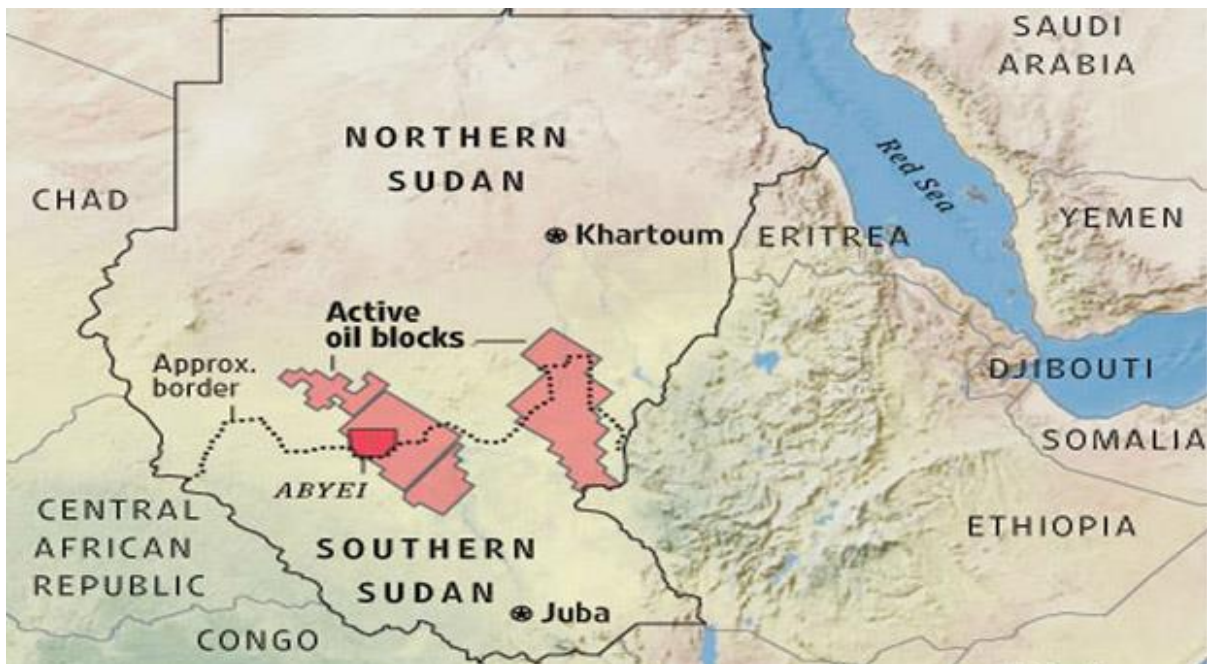 SAUDI
ARABIA
NORTHERN
SUDAN
CHAD
Red Sea
YEMEN
Khartoum
ERITREA
Active
oil blocks
Approx.
border
DJIBOUTI
SOMALIA
ABYEI
CENTRAL
AFRICAN
REPUBLIC
ETHIOPIA
SOUTHERN
SUDAN
Juba
CONGO